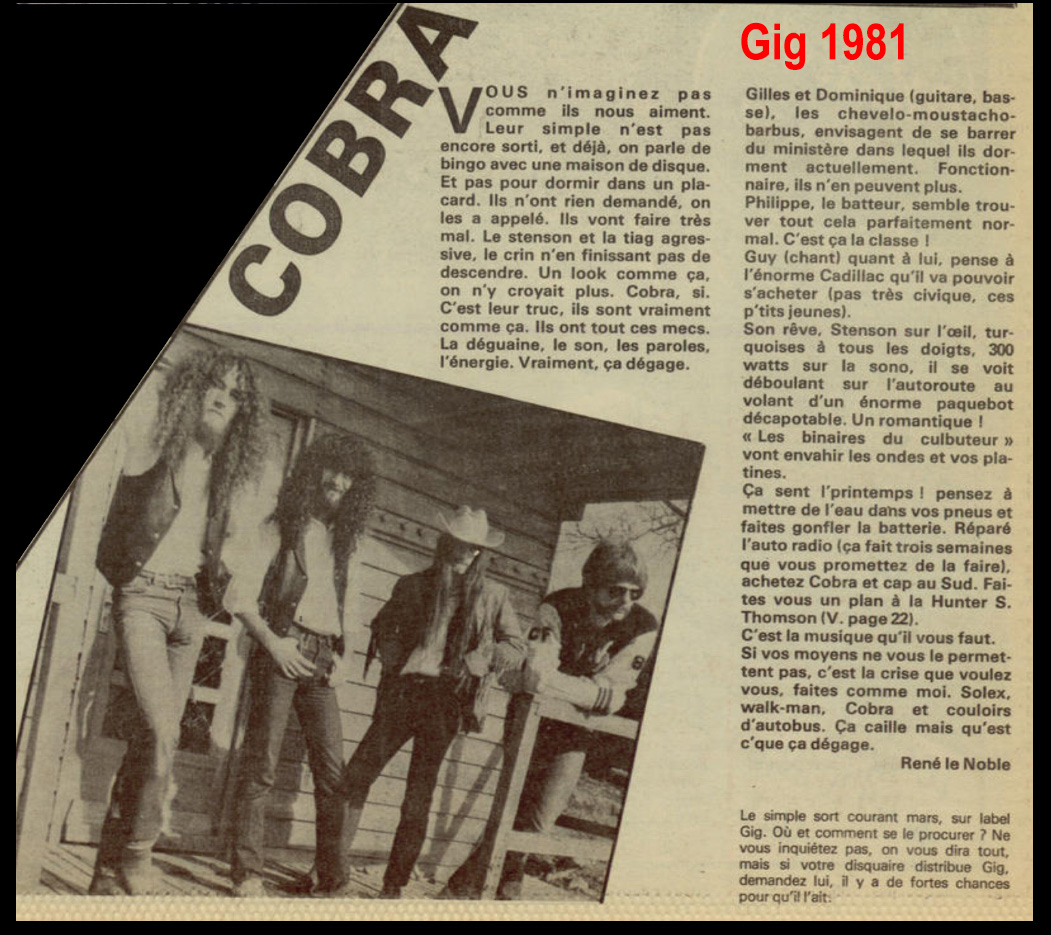 COBRA
Gig 1981
VOUS n'imaginez pas
comme ils nous aiment.
Leur simple n'est pas
encore sorti, et déjà, on parle de
bingo avec une maison de disque.
Et pas pour dormir dans un pla-
card. Ils n'ont rien demandé, on
les a appelé. Ils vont faire très
mal. Le stenson et la tiag agres-
sive, le crin n'en finissant pas de
descendre. Un look comme ça,
on n'y croyait plus. Cobra, si.
C'est leur truc, ils sont vraiment
comme ça. Ils ont tout ces mecs.
La déguaine, le son, les paroles,
l'énergie. Vraiment, ça dégage.
Gilles et Dominique (guitare, bas-
se), les chevelo-moustacho-
barbus, envisagent de se barrer
du ministère dans lequel ils dor-
ment actuellement. Fonction-
naire, ils n'en peuvent plus.
Philippe, le batteur, semble trou-
ver tout cela parfaitement nor-
mal. C'est ça la classe !
Guy (chant) quant à lui, pense à
l'énorme Cadillac qu'il va pouvoir
s'acheter (pas très civique, ces
p'tits jeunes).
Son rêve, Stenson sur l'œil, tur-
quoises à tous les doigts, 300
watts sur la sono, il se voit
déboulant sur l'autoroute au
volant d'un énorme paquebot
décapotable. Un romantique !
« Les binaires du culbuteur »
vont envahir les ondes et vos pla-
tines.
Ça sent l'printemps ! pensez à
mettre de l'eau dans vos pneus et
faites gonfler la batterie. Réparé
l'auto radio (ça fait trois semaines
que vous promettez de la faire),
achetez Cobra et cap au Sud. Fai-
tes vous un plan à la Hunter S.
Thomson (V. page 22).
C'est la musique qu'il vous faut.
Si vos moyens ne vous le permet-
tent pas, c'est la crise que voulez
vous, faites comme moi. Solex,
walk-man, Cobra et couloirs
d'autobus. Ça caille mais qu'est
c'que ça dégage.
René le Noble
Le simple sort courant mars, sur label
Gig. Où et comment se le procurer ? Ne
vous inquiétez pas, on vous dira tout,
mais si votre disquaire distribue Gig,
demandez lui, il y a de fortes chances
pour qu'il l'ait.
CF